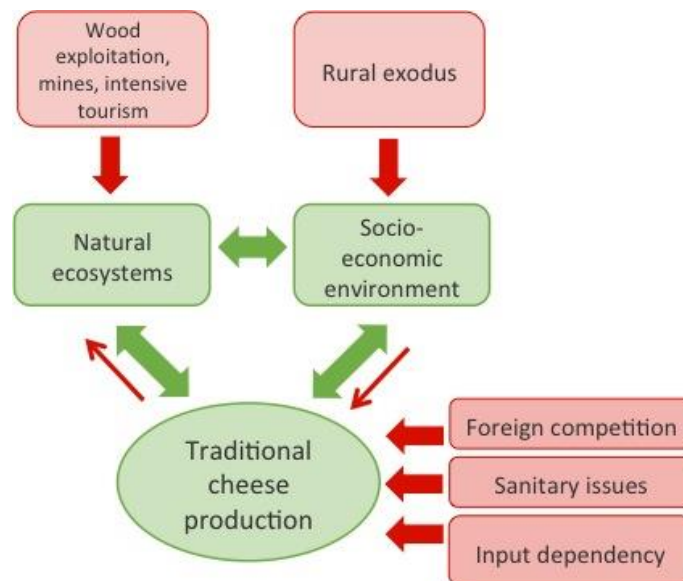 Wood
exploitation,
mines, intensive
tourism
Rural exodus
Natural
ecosystems
Socio-
economic
environment
Traditional
cheese
production
Foreign competition
Sanitary issues
Input dependency